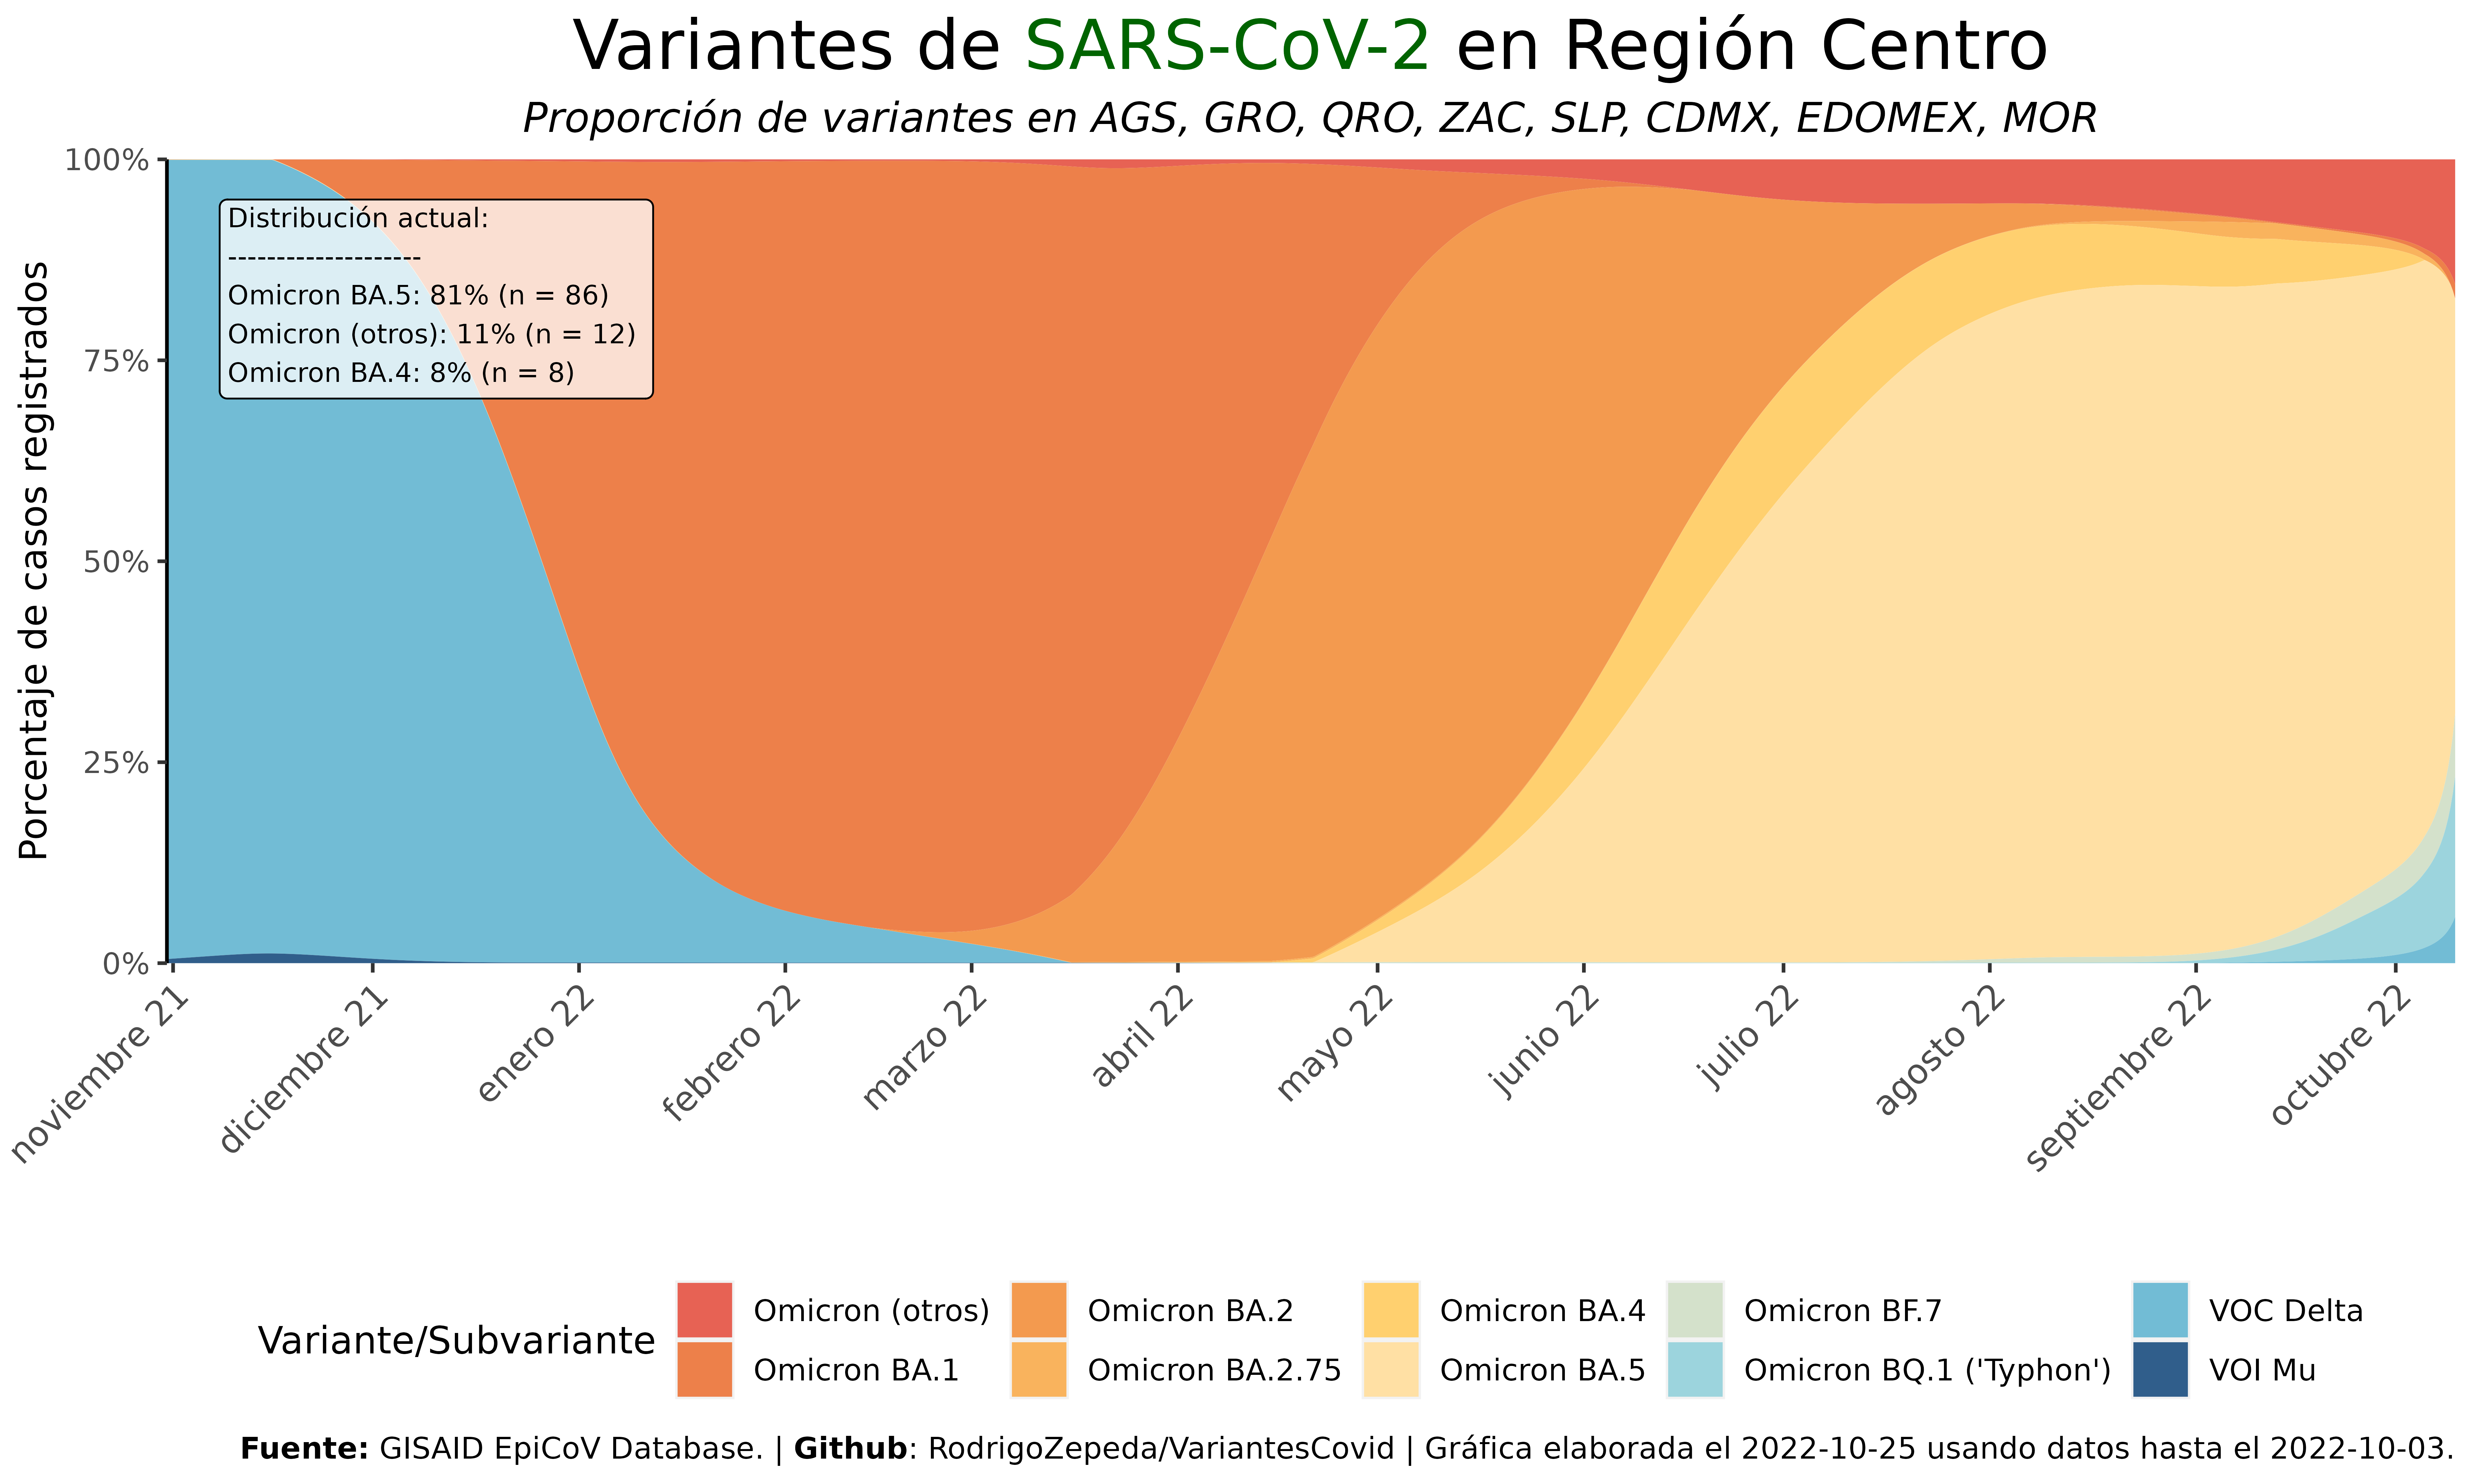 Variantes de SARS-CoV-2 en Región Centro
Proporción de variantes en AGS, GRO, QRO, ZAC, SLP, CDMX, EDOMEX, MOR
Porcentaje de casos registrados
100%
75%
50%
25%
0%
Distribución actual:
--------------------
Omicron BA.5: 81% (n = 86)
Omicron (otros): 11% (n = 12)
Omicron BA.4: 8% (n = 8)
noviembre 21
diciembre 21
enero 22
febrero 22
marzo 22
abril 22
mayo 22
junio 22
julio 22
agosto 22
septiembre 22
octubre 22
Variante/Subvariante
Omicron (otros)
Omicron BA.1
Omicron BA.2
Omicron BA.2.75
Omicron BA.4
Omicron BA.5
Omicron BF.7
Omicron BQ.1 ('Typhon')
VOC Delta
VOI Mu
Fuente: GISAID EpiCoV Database. | Github: RodrigoZepeda/VariantesCovid | Gráfica elaborada el 2022-10-25 usando datos hasta el 2022-10-03.